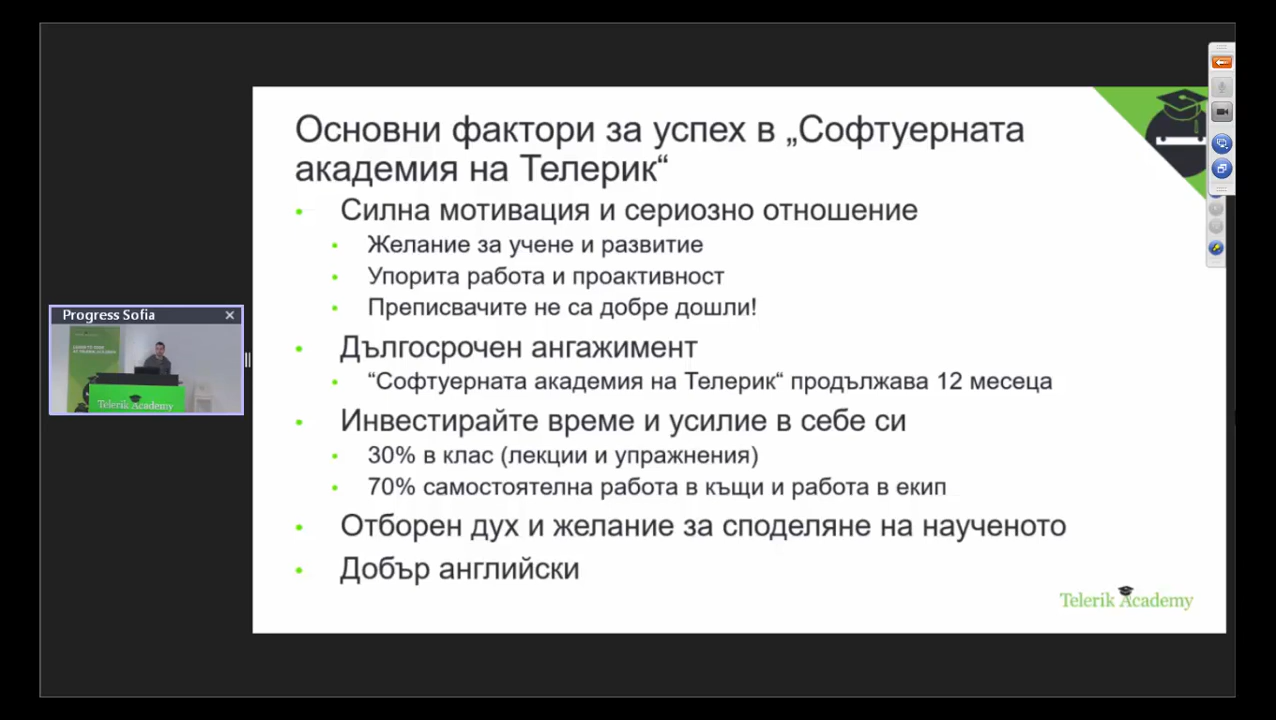 Основни фактори за успех в „Софтуерната
академия на Телерик“
• Силна мотивация и сериозно отношение
• Желание за учене и развитие
• Упорита работа и проактивност
• Преписвачите не са добре дошли!
• Дългосрочен ангажимент
• “Софтуерната академия на Телерик“ продължава 12 месеца
• Инвестирайте време и усилие в себе си
• 30% в клас (лекции и упражнения)
• 70% самостоятелна работа в къщи и работа в екип
• Отборен дух и желание за споделяне на наученото
• Добър английски
Telerik Academy
Progress Sofia
Telerik Academy